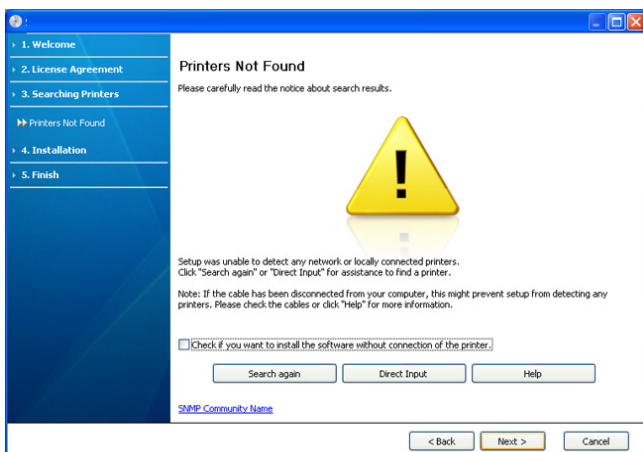 1. Welcome
2. License Agreement
3. Searching Printers
Printers Not Found
4. Installation
5. Finish
Printers Not Found
Please carefully read the notice about search results.
Setup was unable to detect any network or locally connected printers.
Click "Search again" or "Direct Input" for assistance to find a printer.
Note: If the cable has been disconnected from your computer, this might prevent setup from detecting any
printers. Please check the cables or click "Help" for more information.
Check if you want to install the software without connection of the printer.
Search again
Direct Input
Help
SNMP Community Name
< Back
Next >
Cancel